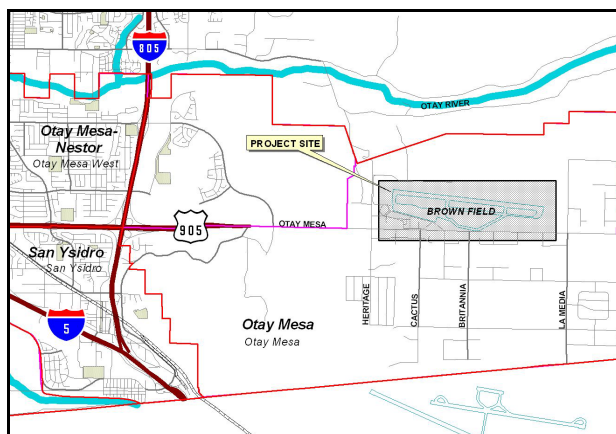 805
OTAY RIVER
Otay Mesa-
Nestor
Otay Mesa West
PROJECT SITE
BROWN FIELD
905
OTAY MESA
San Ysidro
San Ysidro
HERITAGE
CACTUS
BRITANNIA
LA MEDIA
5
Otay Mesa
Otay Mesa